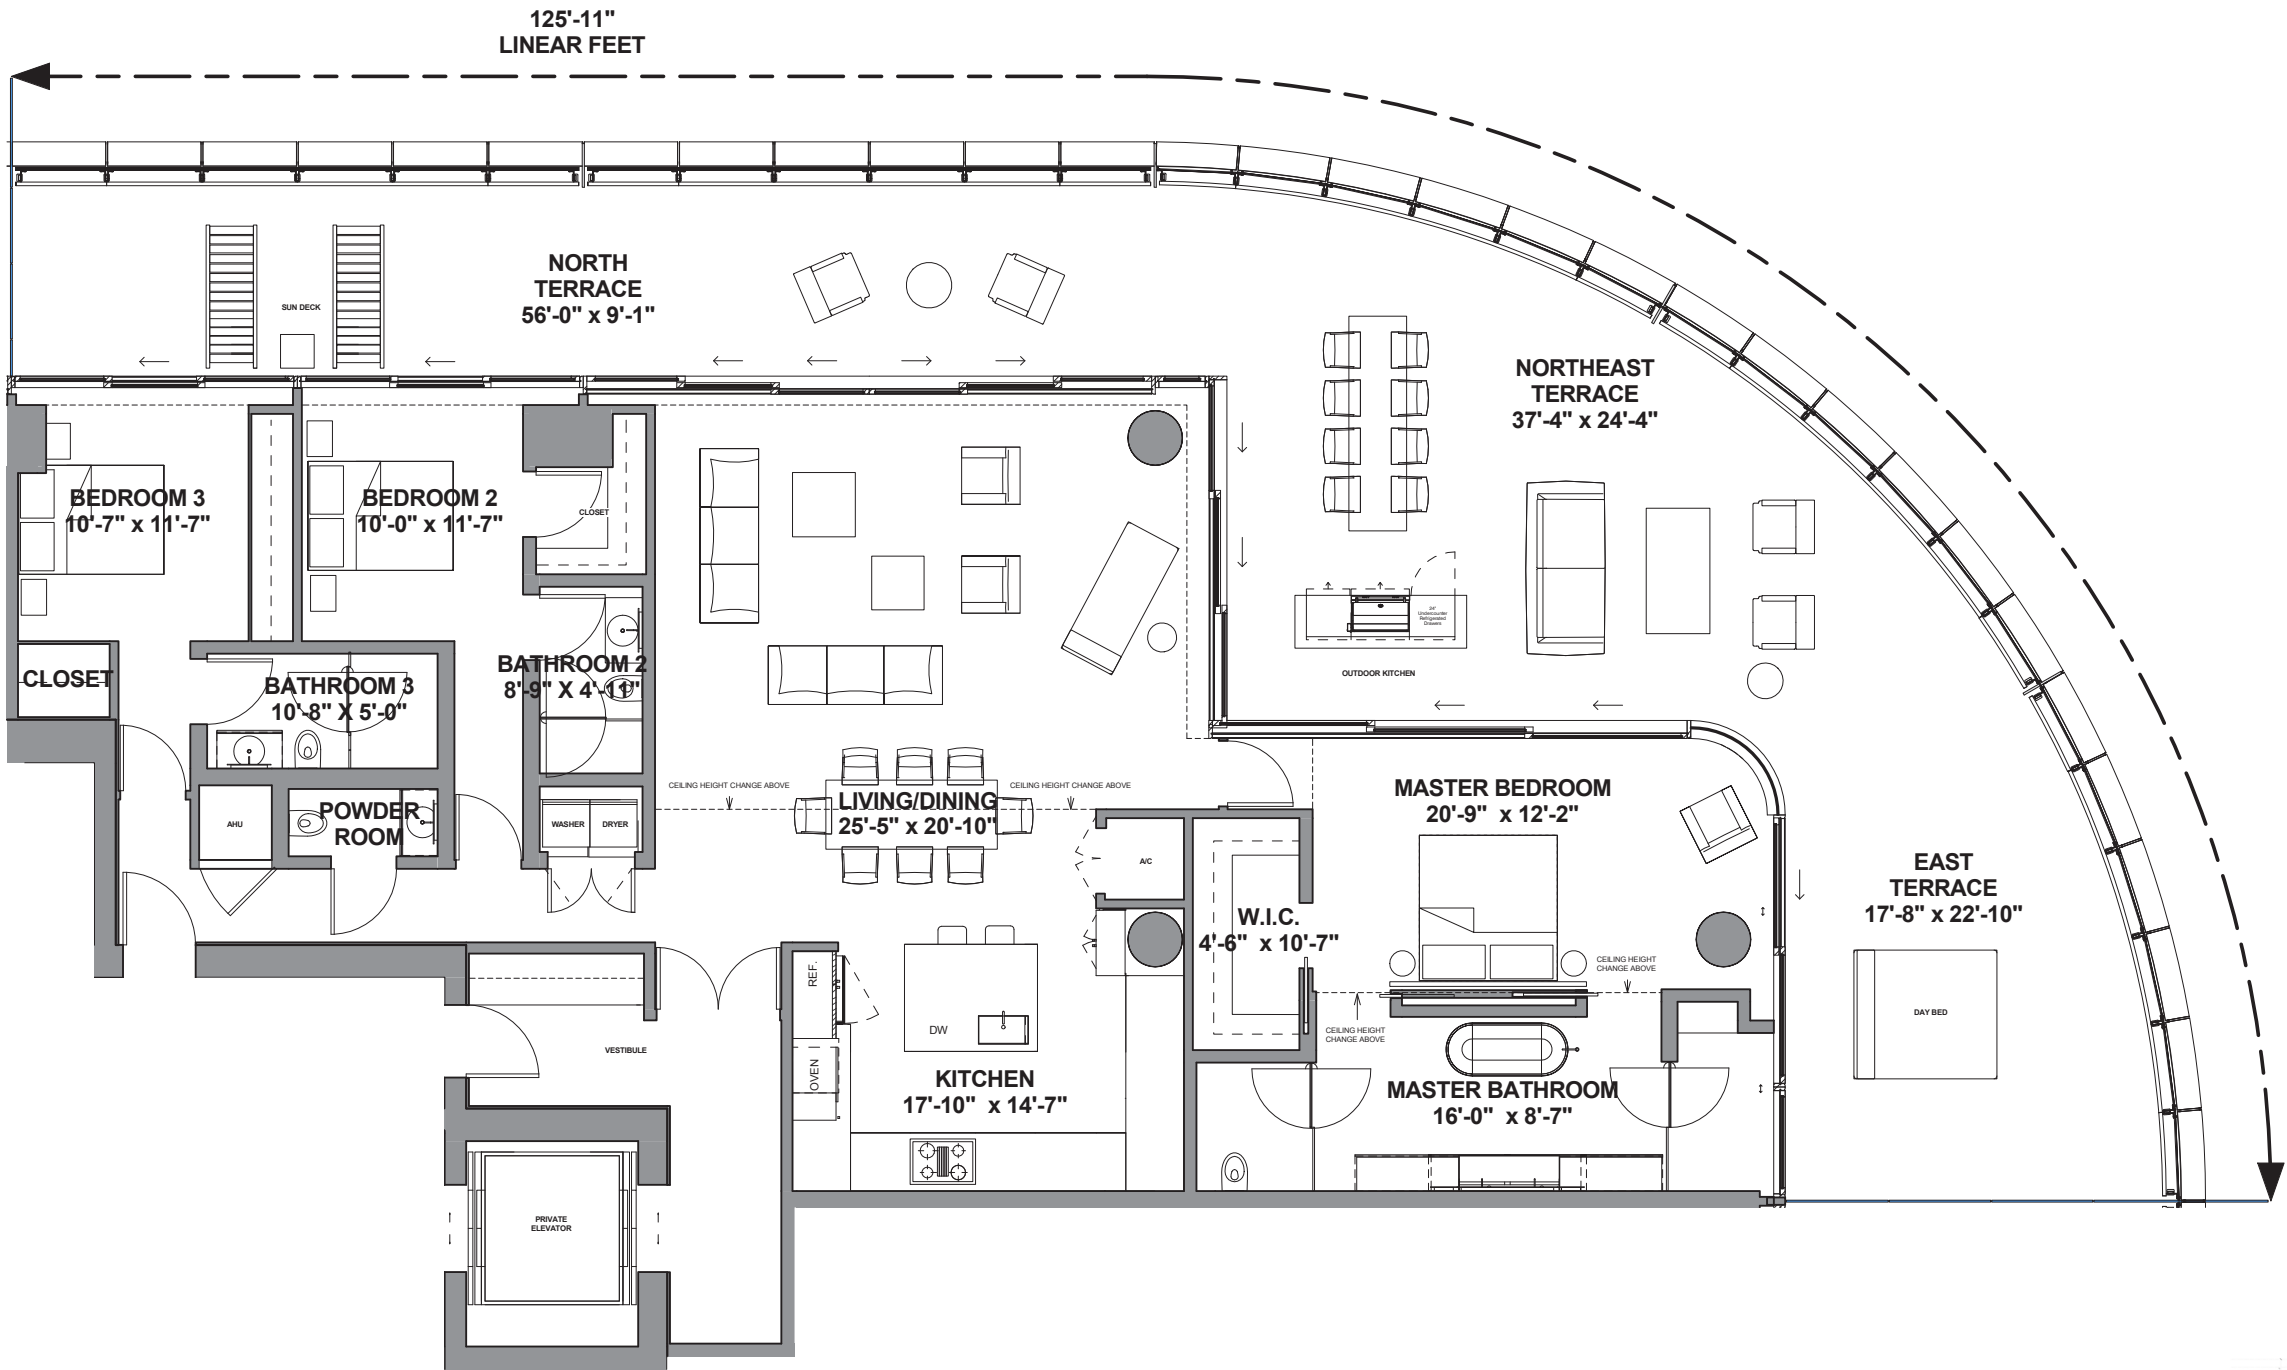 125'-11"
LINEAR FEET
NORTH
TERRACE
56'-0" x 9'-1"
SUN DECK
NORTHEAST
TERRACE
37'-4" x 24'-4"
BEDROOM 3
10'-7" x 11'-7"
BEDROOM 2
10'-0" x 11'-7"
CLOSET
24"
Undercounter
Refrigerated
Drawers
OUTDOOR KITCHEN
CLOSET
BATHROOM 3
10'-8" X 5'-0"
BATHROOM 2
8'-9" X 4'-11"
CEILING HEIGHT CHANGE ABOVE
CEILING HEIGHT CHANGE ABOVE
LIVING/DINING
25'-5" x 20'-10"
MASTER BEDROOM
20'-9" x 12'-2"
AHU
POWDER
ROOM
WASHER
DRYER
A/C
EAST
TERRACE
17'-8" x 22'-10"
W.I.C.
4'-6" x 10'-7"
CEILING HEIGHT
CHANGE ABOVE
REF.
DW
CEILING HEIGHT
CHANGE ABOVE
DAY BED
VESTIBULE
OVEN
KITCHEN
17'-10" x 14'-7"
MASTER BATHROOM
16'-0" x 8'-7"
PRIVATE
ELEVATOR